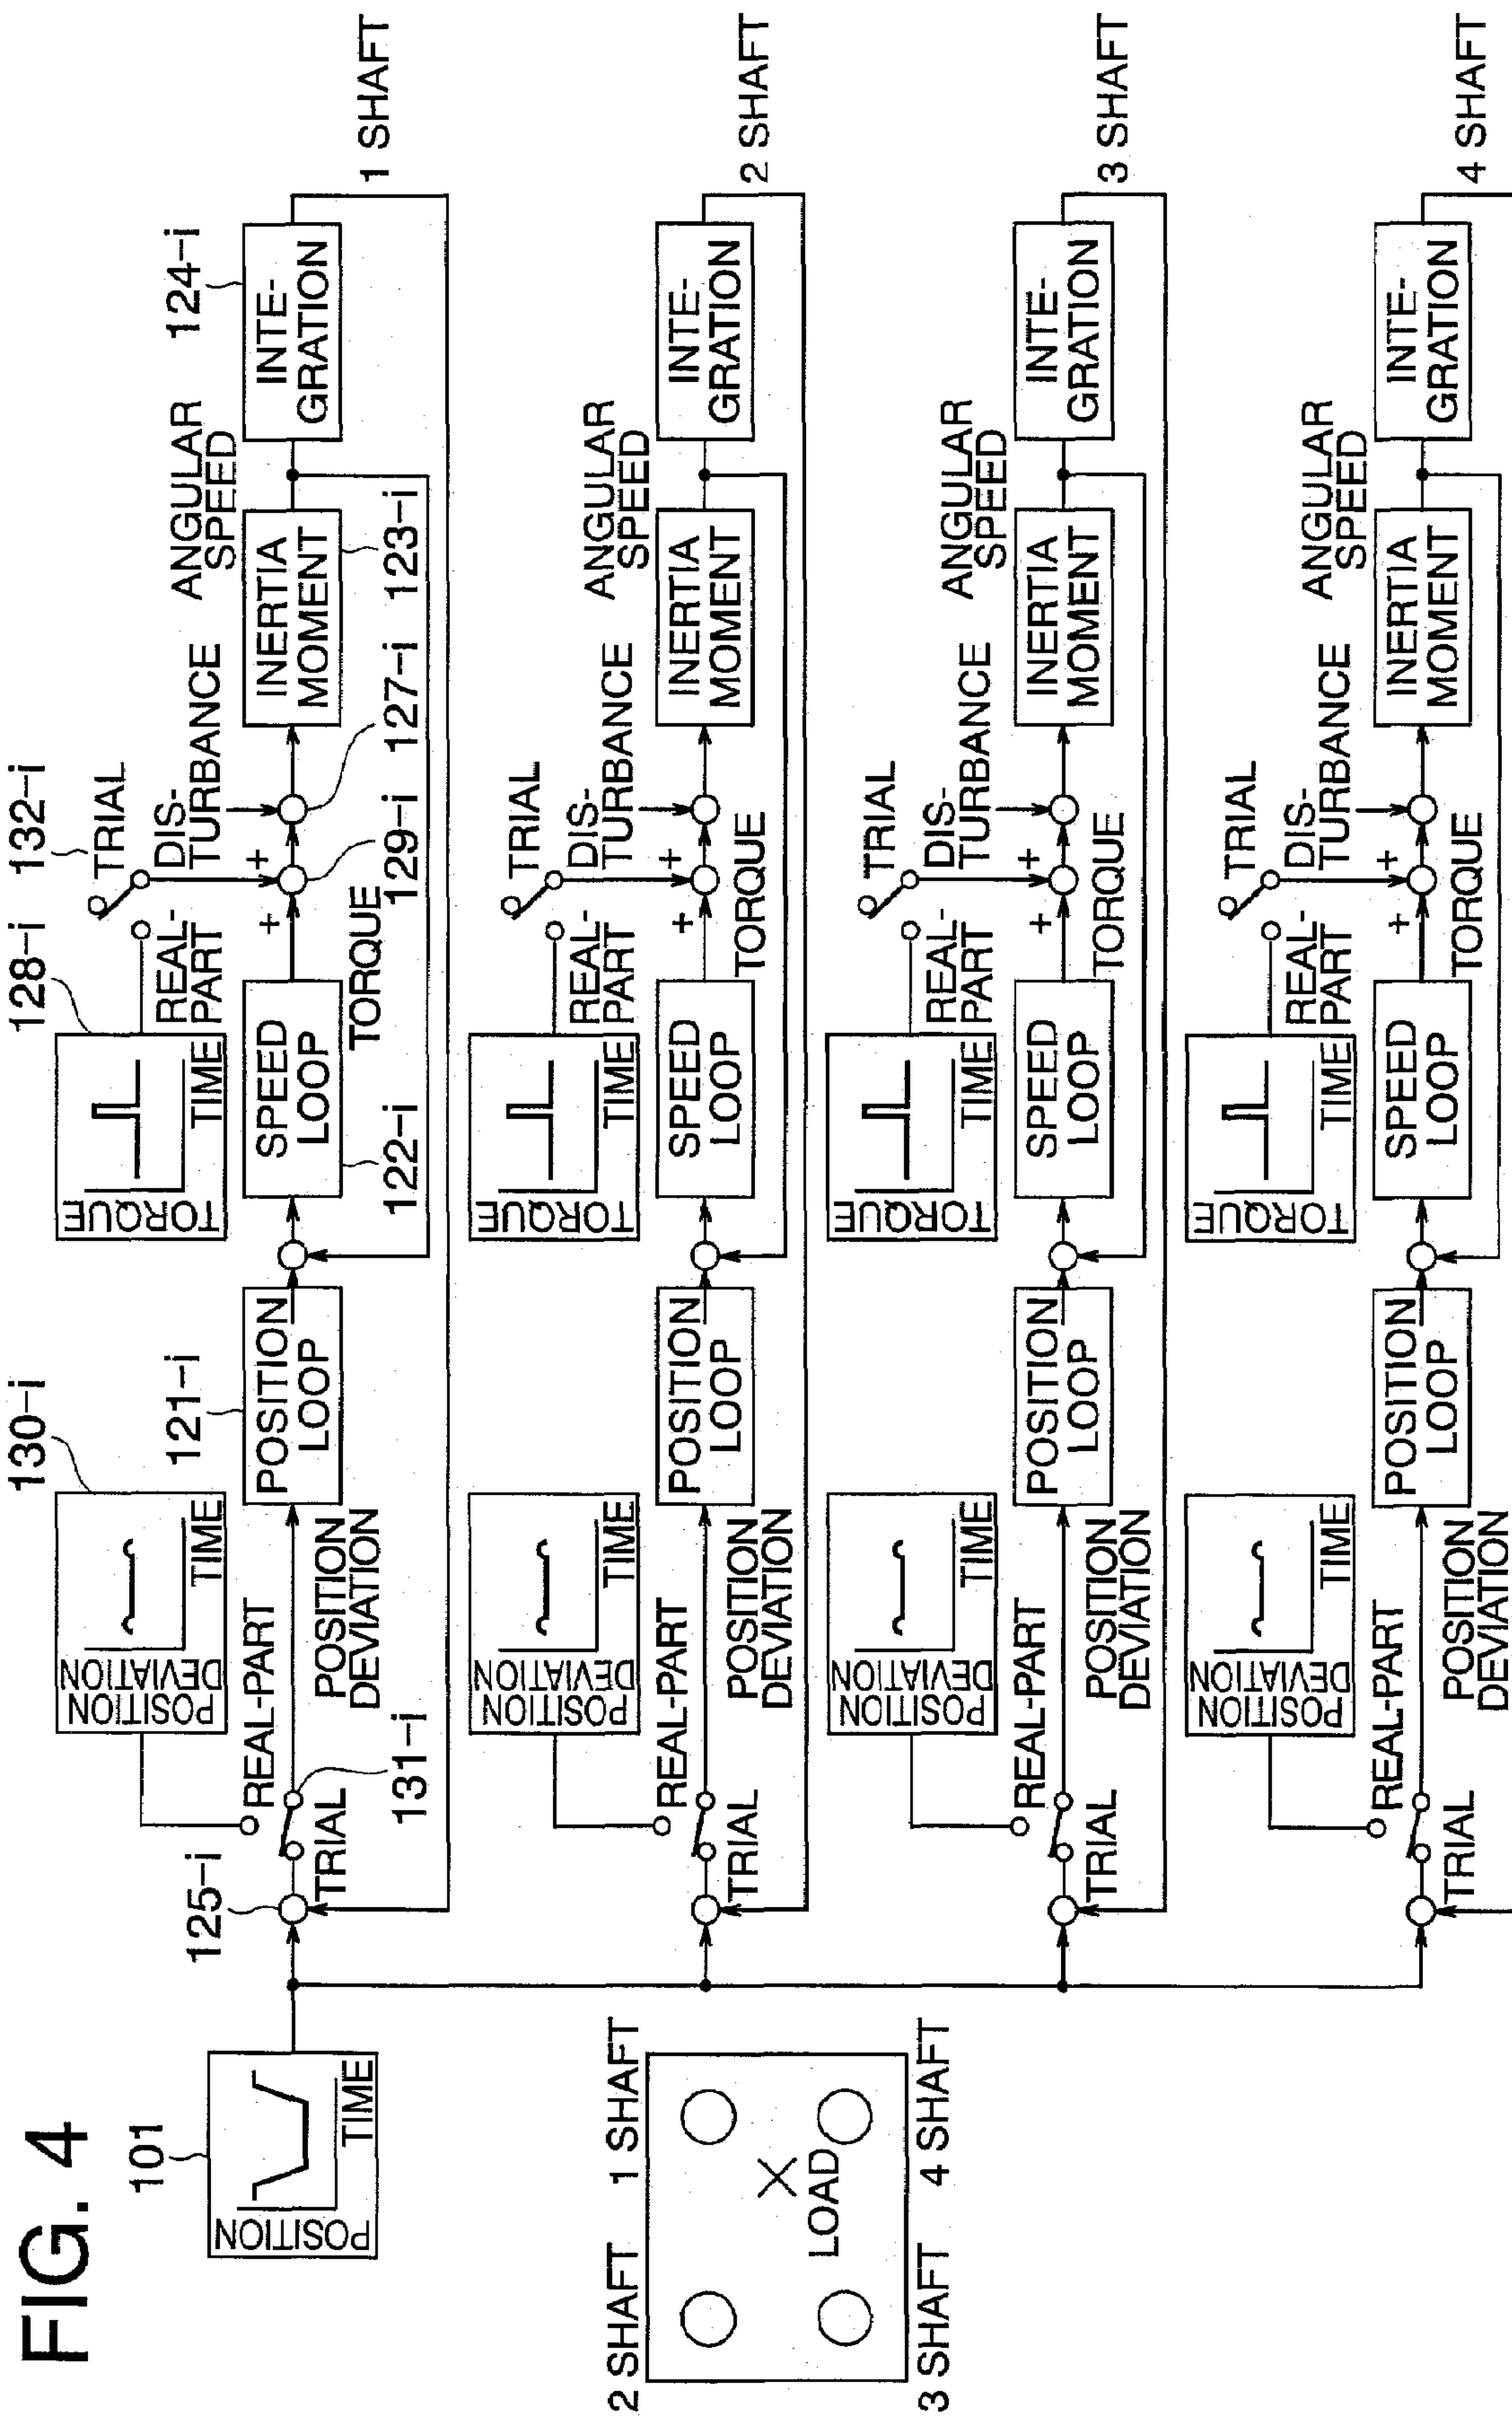 FIG. 4
101
POSITION
TIME
2 SHAFT
1 SHAFT
LOAD
3 SHAFT
4 SHAFT
125-i
TRIAL
131-i
REAL-PART
130-i
POSITION
DEVIATION
TIME
POSITION
DEVIATION
121-i
POSITION
LOOP
128-i
TORQUE
TIME
122-i
SPEED
LOOP
TORQUE
REAL-
PART
132-i
TRIAL
DIS-
TURBANCE
+
+
129-i
127-i
123-i
INERTIA
MOMENT
ANGULAR
SPEED
124-i
INTE-
GRATION
1 SHAFT
TRIAL
REAL-PART
POSITION
DEVIATION
TIME
POSITION
DEVIATION
POSITION
LOOP
TORQUE
TIME
SPEED
LOOP
TORQUE
REAL-
PART
TRIAL
DIS-
TURBANCE
+
+
INERTIA
MOMENT
ANGULAR
SPEED
INTE-
GRATION
2 SHAFT
TRIAL
REAL-PART
POSITION
DEVIATION
TIME
POSITION
DEVIATION
POSITION
LOOP
TORQUE
TIME
SPEED
LOOP
TORQUE
REAL-
PART
TRIAL
DIS-
TURBANCE
+
+
INERTIA
MOMENT
ANGULAR
SPEED
INTE-
GRATION
3 SHAFT
TRIAL
REAL-PART
POSITION
DEVIATION
TIME
POSITION
DEVIATION
POSITION
LOOP
TORQUE
TIME
SPEED
LOOP
TORQUE
REAL-
PART
TRIAL
DIS-
TURBANCE
+
+
INERTIA
MOMENT
ANGULAR
SPEED
INTE-
GRATION
4 SHAFT